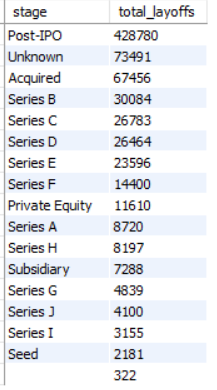 stage total_layoffs
Post-IPO 428780
Unknown 73491
Acquired 67456
Series B 30084
Series C 26783
Series D 26464
Series E 23596
Series F 14400
Private Equity 11610
Series A 8720
Series H 8197
Subsidiary 7288
Series G 4839
Series J 4100
Series I 3155
Seed 2181
322